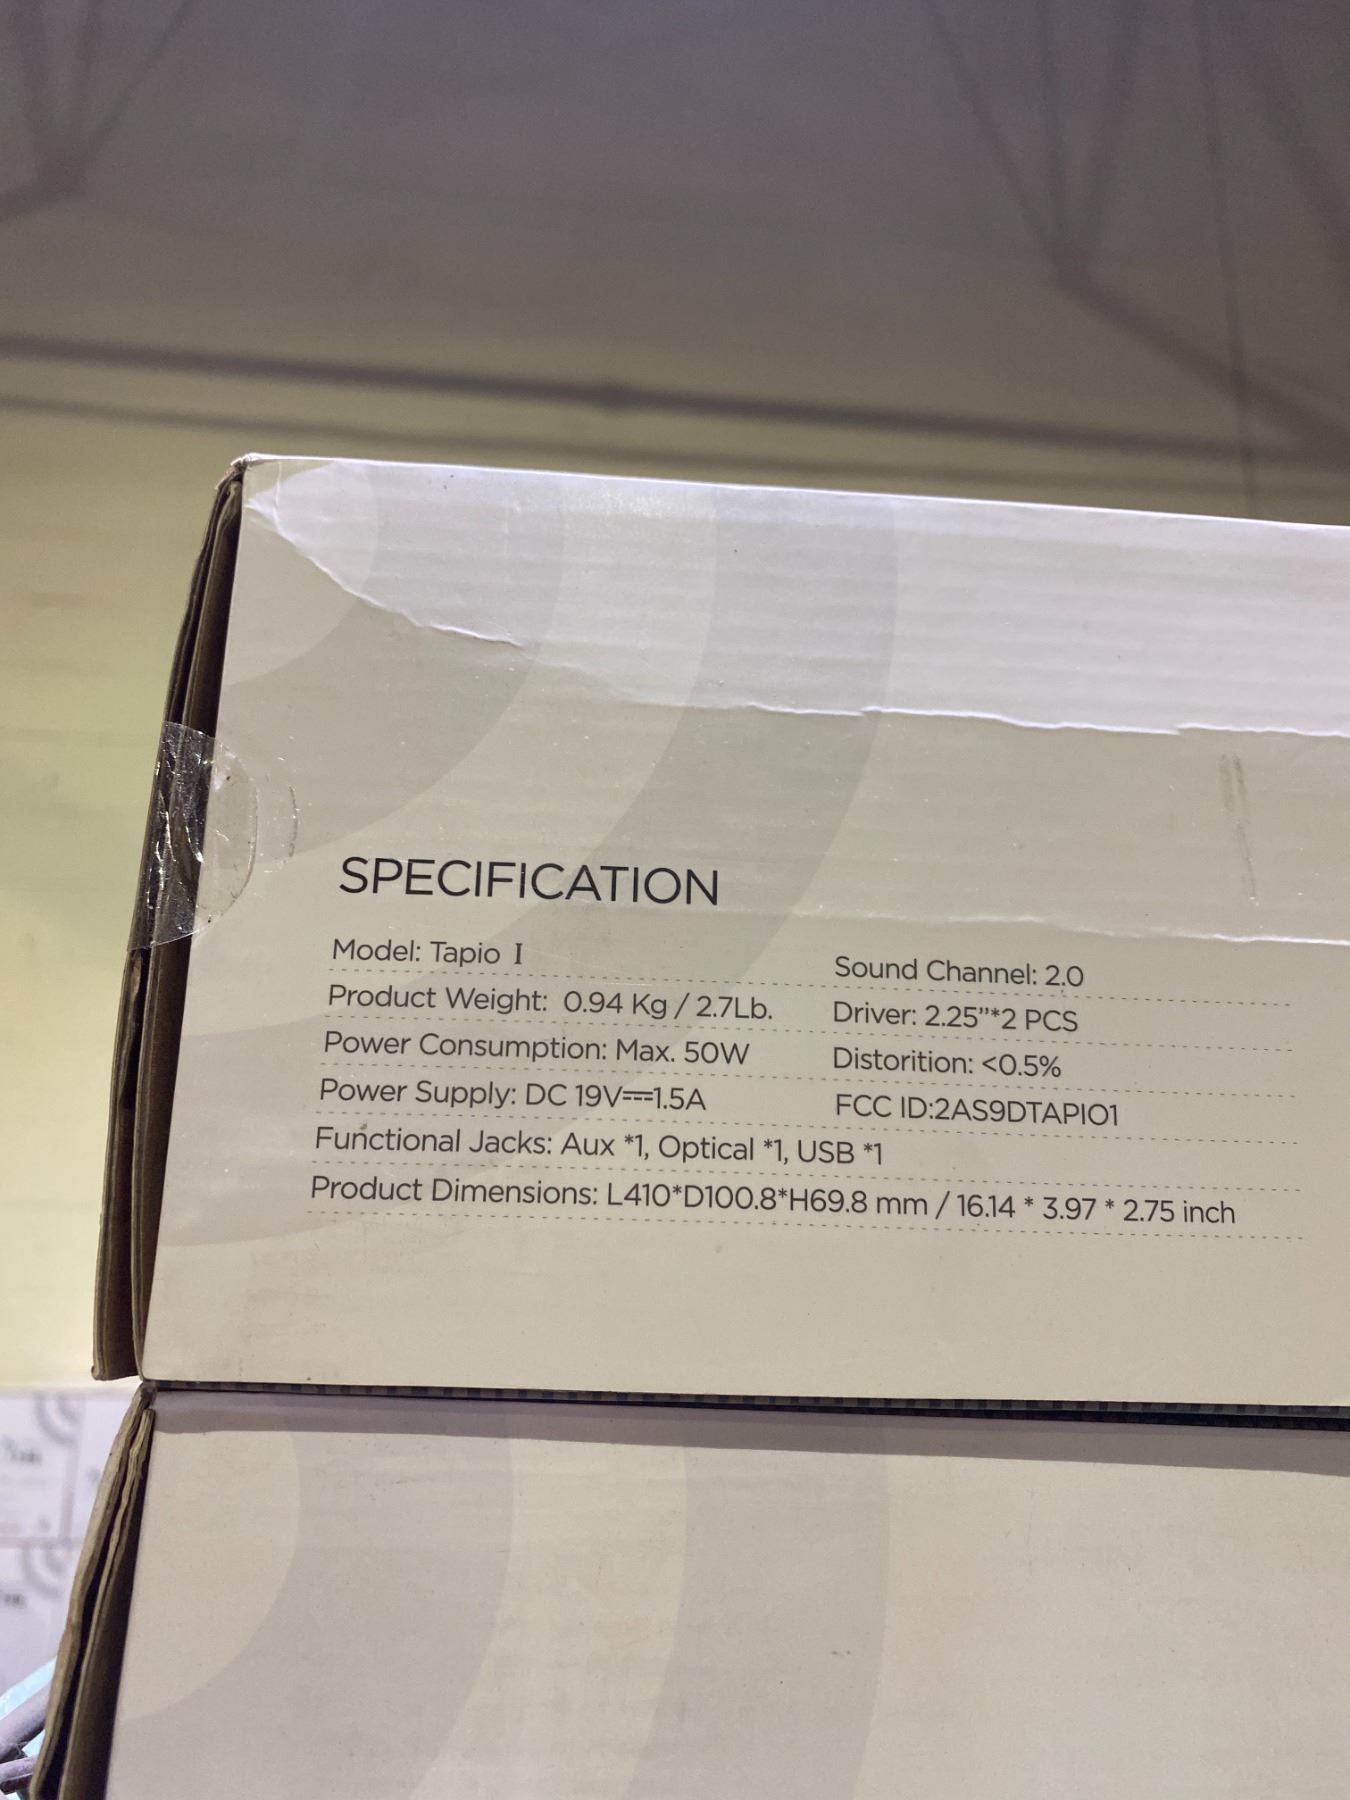 SPECIFICATION
Model: Tapio I
Product Weight: 0.94 Kg / 2.7Lb.
Power Consumption: Max. 50W
Power Supply: DC 19V⎓1.5A
Sound Channel: 2.0
Driver: 2.25”*2 PCS
Distorition: <0.5%
FCC ID:2AS9DTAPIO1
Functional Jacks: Aux *1, Optical *1, USB *1
Product Dimensions: L410*D100.8*H69.8 mm / 16.14 * 3.97 * 2.75 inch